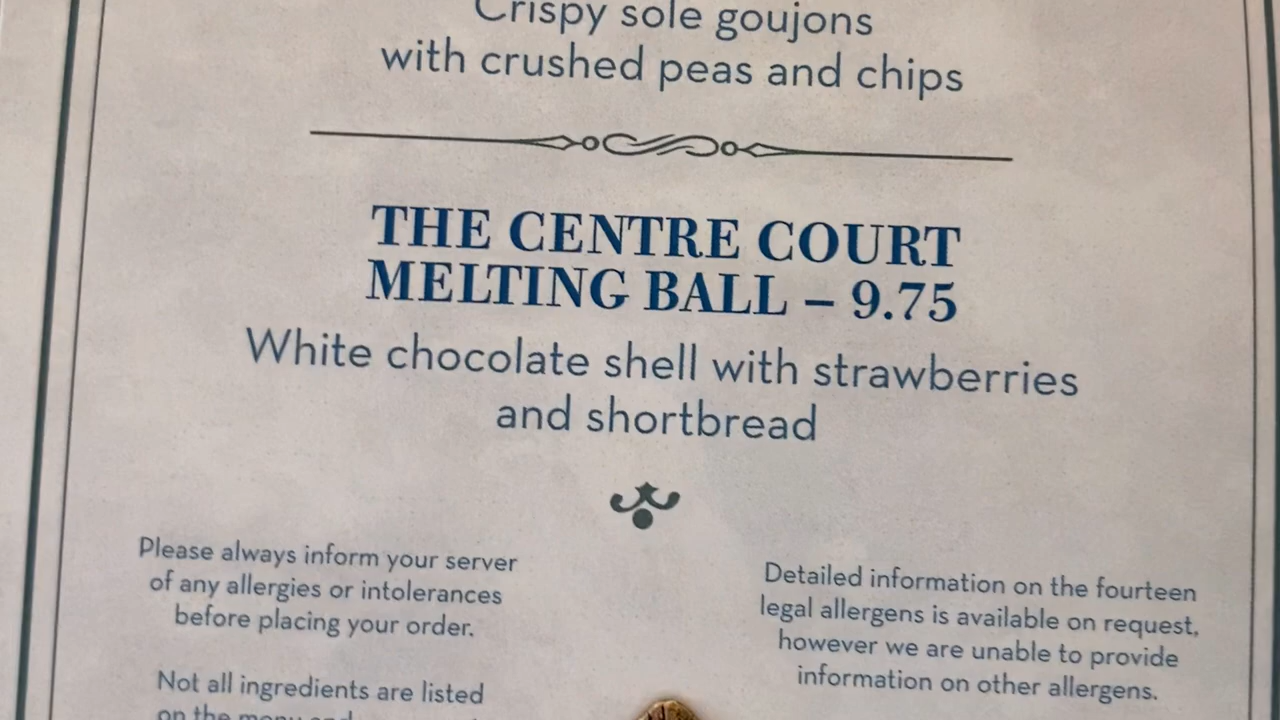 Crispy sole goujons
with crushed peas and chips
THE CENTRE COURT
MELTING BALL – 9.75
White chocolate shell with strawberries
and shortbread
Please always inform your server
of any allergies or intolerances
before placing your order.
Not all ingredients are listed
on the menu and
Detailed information on the fourteen
legal allergens is available on request,
however we are unable to provide
information on other allergens.